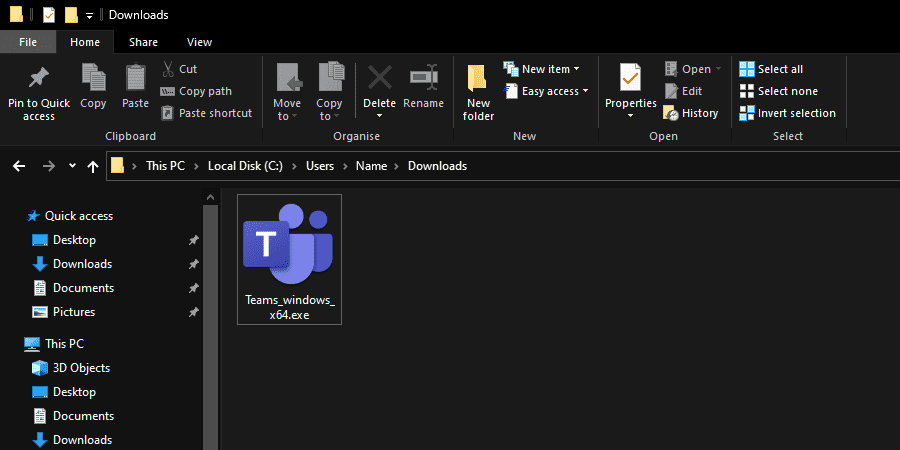 Downloads
File Home Share View
Pin to Quick
access
Copy
Paste
Cut
Copy path
Paste shortcut
Clipboard
Move
to
Copy
to
Delete
Rename
Organise
New
folder
New item
Easy access
New
Properties
Open
Edit
History
Open
Select all
Select none
Invert selection
Select
This PC > Local Disk (C:) > Users > Name > Downloads
Quick access
Desktop
Downloads
Documents
Pictures
This PC
3D Objects
Desktop
Documents
Downloads
T
Teams_windows_
x64.exe